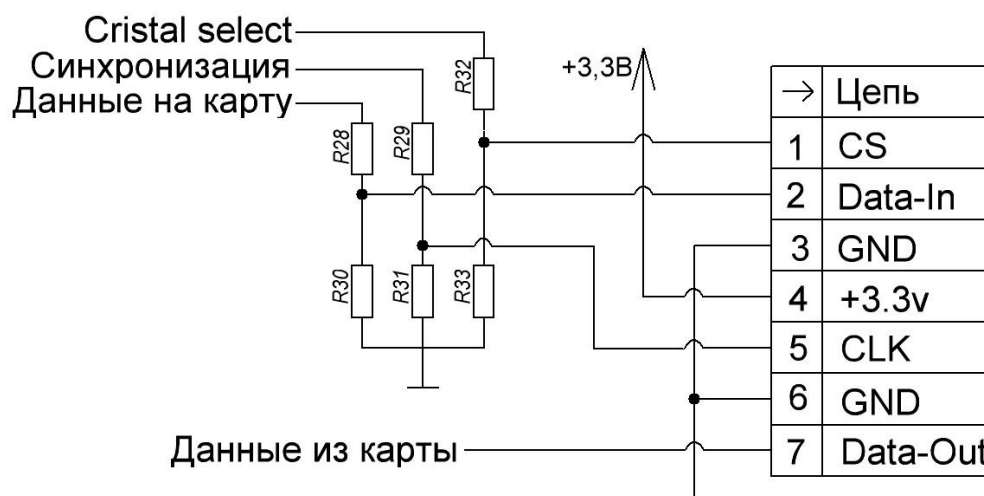 Cristal select
Синхронизация
Данные на карту
R32
+3,3В
R28
R29
R30
R31
R33
→ Цепь
1 CS
2 Data-In
3 GND
4 +3.3v
5 CLK
6 GND
7 Data-Out
Данные из карты